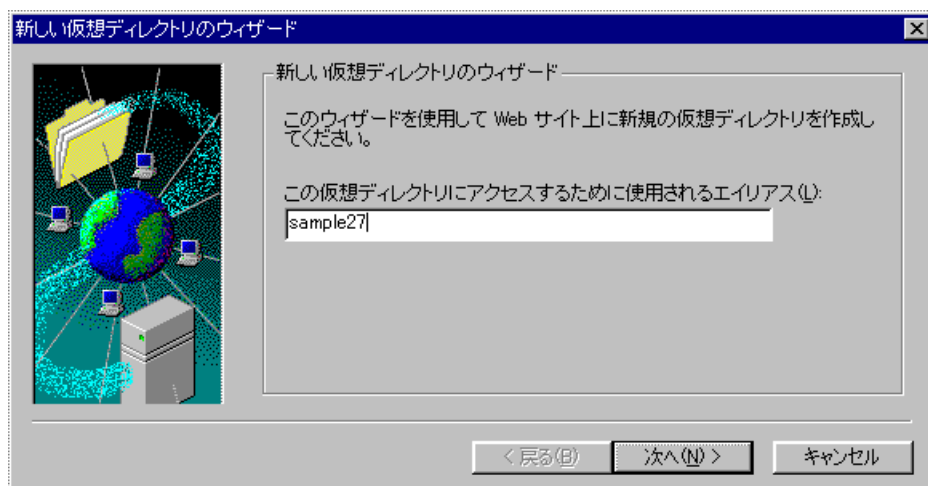 新しい仮想ディレクトリのウィザード
新しい仮想ディレクトリのウィザード
このウィザードを使用して Web サイト上に新規の仮想ディレクトリを作成し
てください。
この仮想ディレクトリにアクセスするために使用されるエイリアス(L):
sample27
< 戻る(B)
次へ(N) >
キャンセル